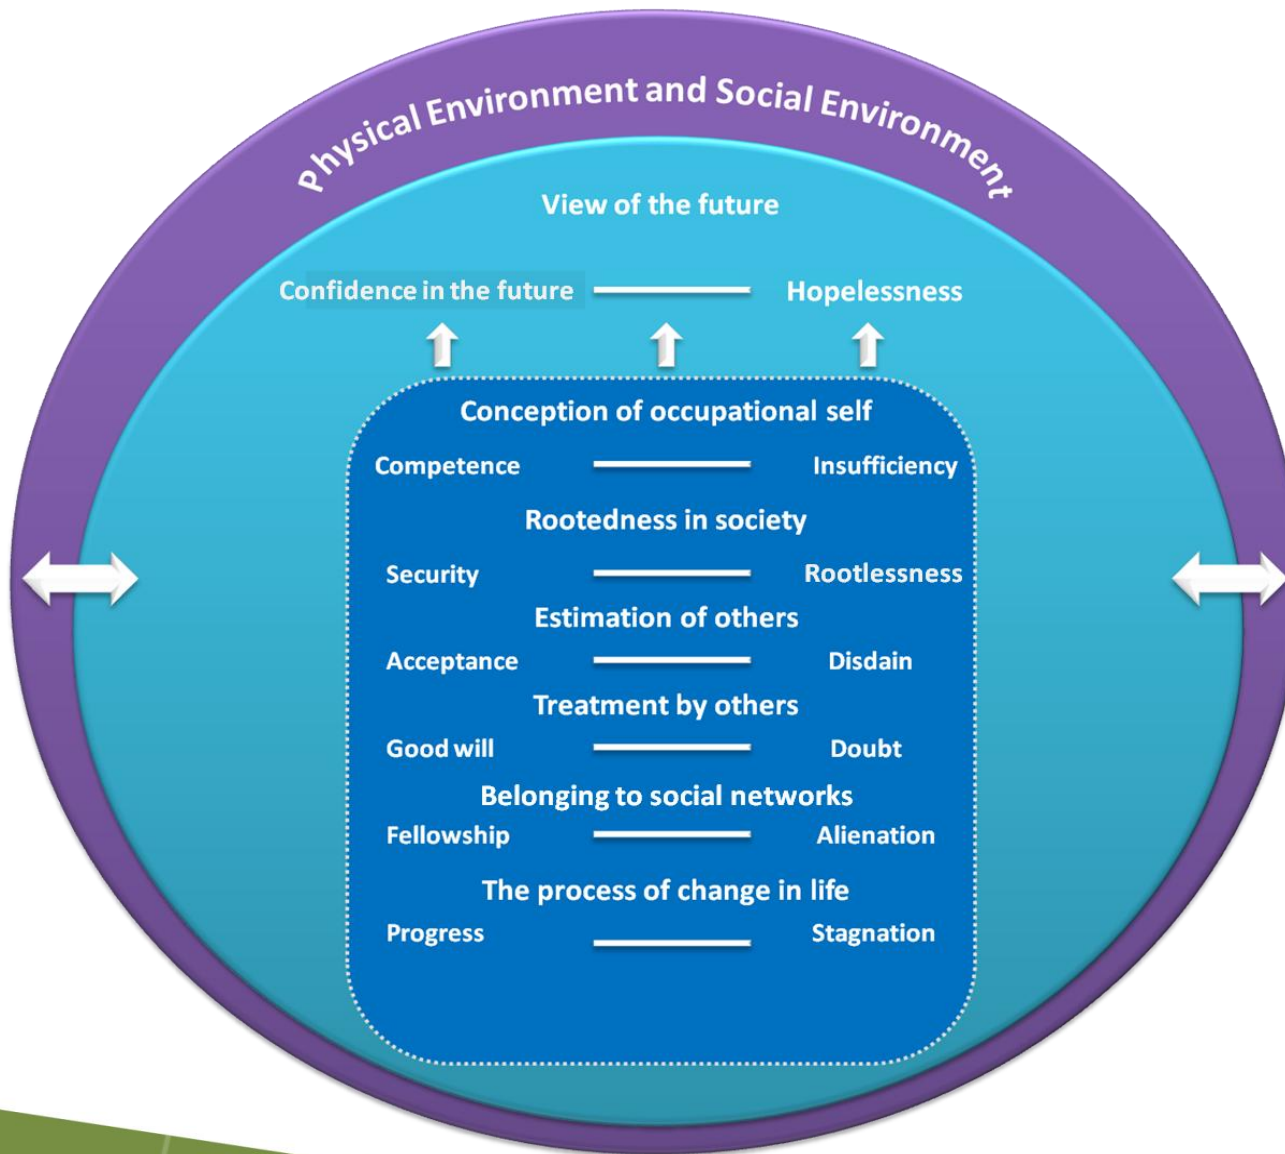 Physical Environment and Social Environment
View of the future
Confidence in the future Hopelessness
Conception of occupational self
Competence Insufficiency
Rootedness in society
Security Rootlessness
Estimation of others
Acceptance Disdain
Treatment by others
Good will Doubt
Belonging to social networks
Fellowship Alienation
The process of change in life
Progress Stagnation